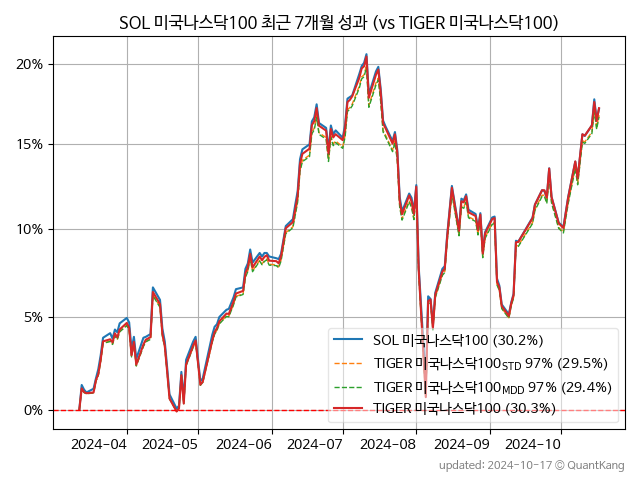 SOL 미국나스닥100 최근 7개월 성과 (vs TIGER 미국나스닥100)
20%
15%
10%
5%
0%
SOL 미국나스닥100 (30.2%)
TIGER 미국나스닥100STD 97% (29.5%)
TIGER 미국나스닥100MDD 97% (29.4%)
TIGER 미국나스닥100 (30.3%)
2024-04 2024-05 2024-06 2024-07 2024-08 2024-09 2024-10
updated: 2024-10-17 © QuantKang